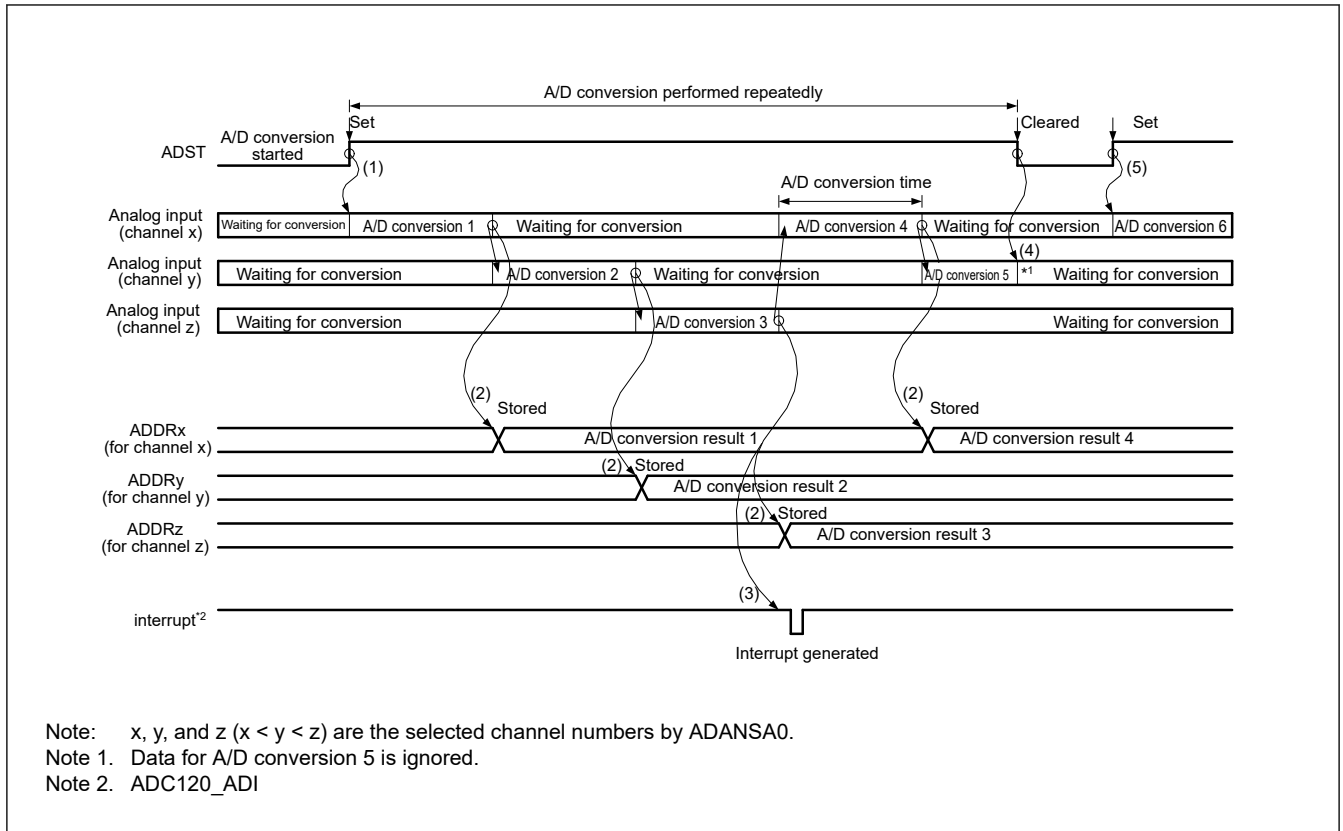 A/D conversion performed repeatedly
Set
Cleared
Set
A/D conversion
started
ADST
(1)
(5)
A/D conversion time
Analog input
(channel x)
Waiting for conversion
A/D conversion 1
Waiting for conversion
A/D conversion 4
Waiting for conversion
A/D conversion 6
(4)
Analog input
(channel y)
Waiting for conversion
A/D conversion 2
Waiting for conversion
A/D conversion 5
*1
Waiting for conversion
Analog input
(channel z)
Waiting for conversion
A/D conversion 3
Waiting for conversion
(2)
Stored
(2)
Stored
ADDRx
(for channel x)
A/D conversion result 1
A/D conversion result 4
(2)
Stored
ADDRy
(for channel y)
A/D conversion result 2
(2)
Stored
ADDRz
(for channel z)
A/D conversion result 3
(3)
interrupt*2
Interrupt generated
Note: x, y, and z (x < y < z) are the selected channel numbers by ADANSA0.
Note 1. Data for A/D conversion 5 is ignored.
Note 2. ADC120_ADI